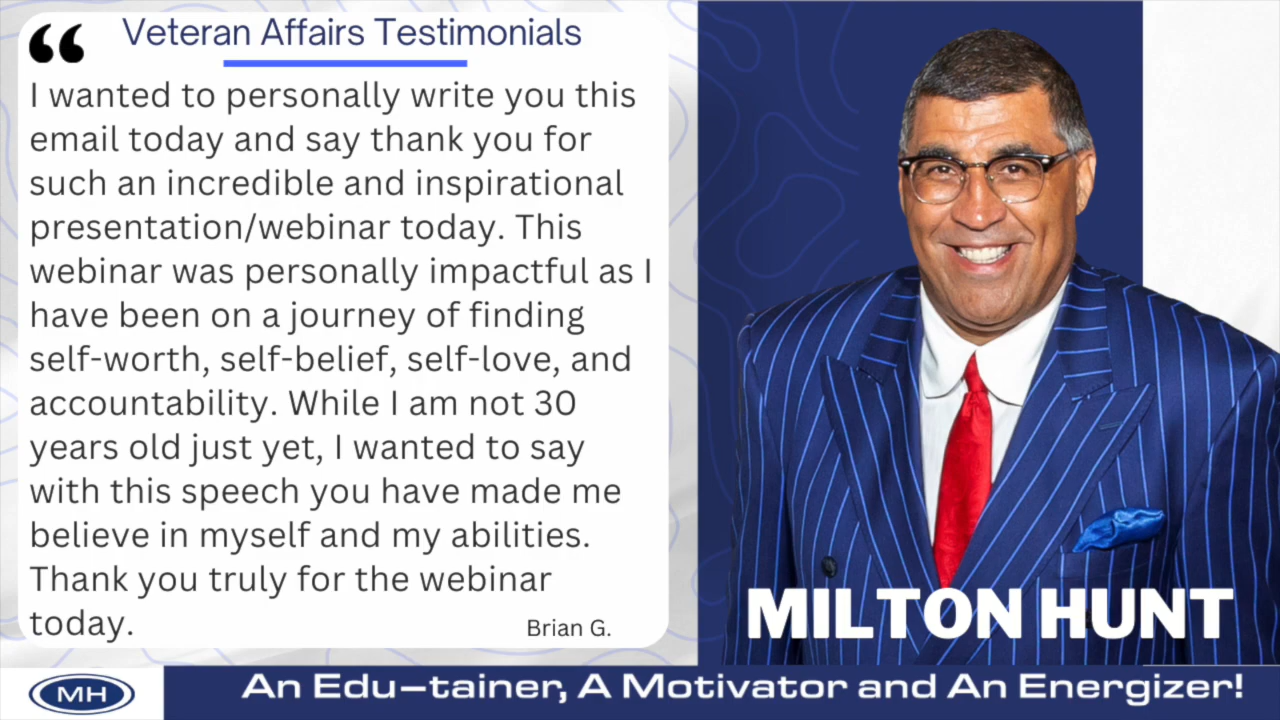 Veteran Affairs Testimonials
“
I wanted to personally write you this
email today and say thank you for
such an incredible and inspirational
presentation/webinar today. This
webinar was personally impactful as I
have been on a journey of finding
self-worth, self-belief, self-love, and
accountability. While I am not 30
years old just yet, I wanted to say
with this speech you have made me
believe in myself and my abilities.
Thank you truly for the webinar
today.
Brian G.
MILTON HUNT
MH
An Edu-tainer, A Motivator and An Energizer!